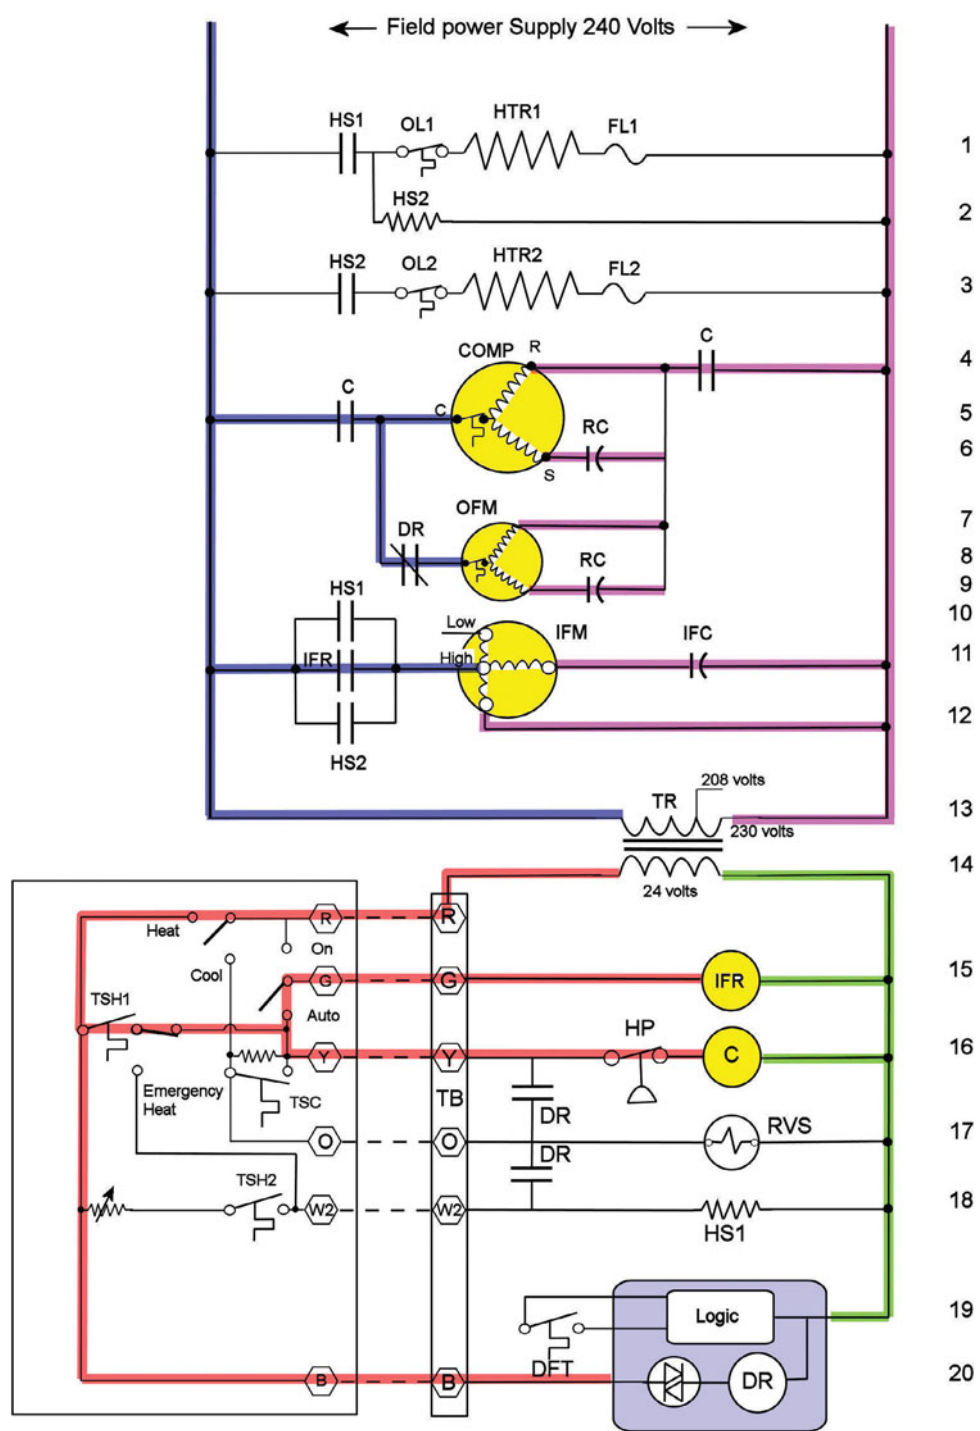 Field power Supply 240 Volts
HS1 OL1 HTR1 FL1 1
HS2 2
HS2 OL2 HTR2 FL2 3
COMP R C 4
C C 5
RC 6
S
OFM 7
DR 8
RC 9
HS1 10
Low IFM IFC
IFR High 11
HS2 12
TR 208 volts 13
230 volts
24 volts 14
Heat R R
On
Cool G G IFR 15
TSH1 Auto
Y Y HP C 16
Emergency Heat TSC TB DR
O O RVS 17
DR
TSH2 W2 W2 HS1 18
Logic 19
DFT
B B DR 20